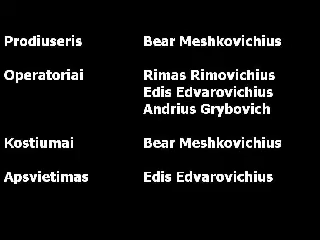 Prodiuseris Bear Meshkovichius
Operatoriai Rimas Rimovichius
Edis Edvarovichius
Andrius Grybovich
Kostiumai Bear Meshkovichius
Apsvietimas Edis Edvarovichius